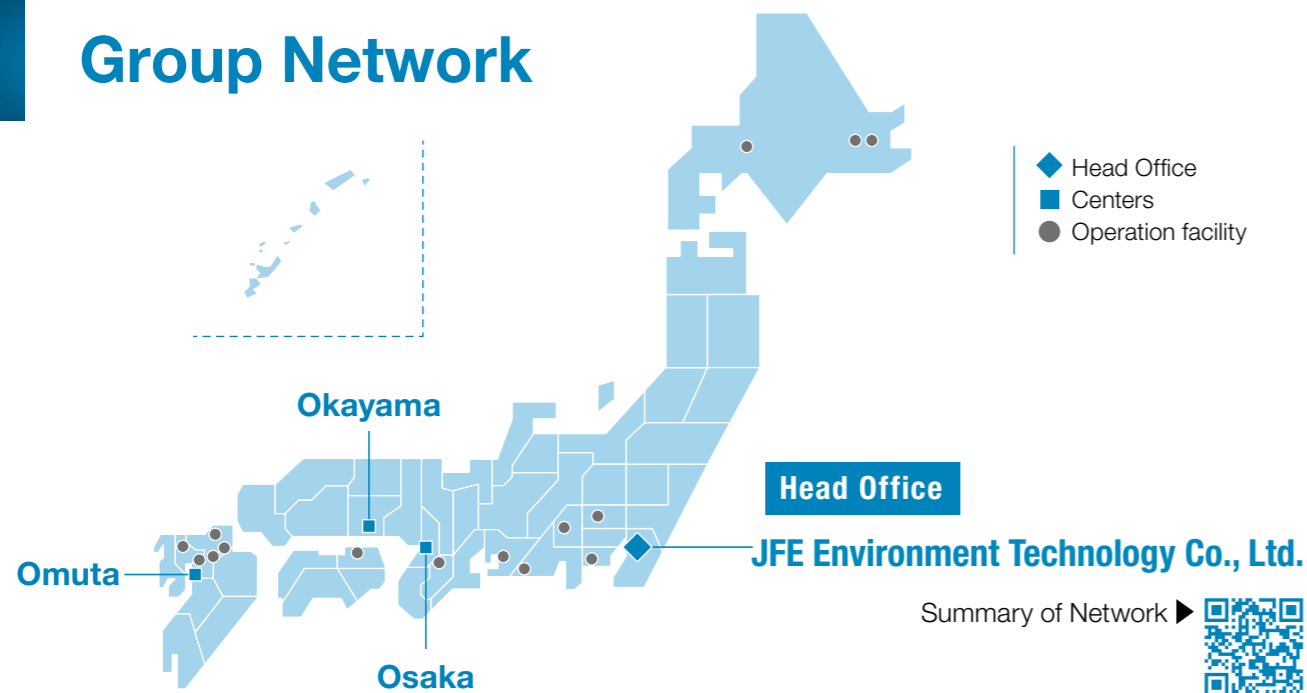 Group Network
Head Office
Centers
Operation facility
Okayama
Head Office
JFE Environment Technology Co., Ltd.
Omuta
Summary of Network ▶
Osaka